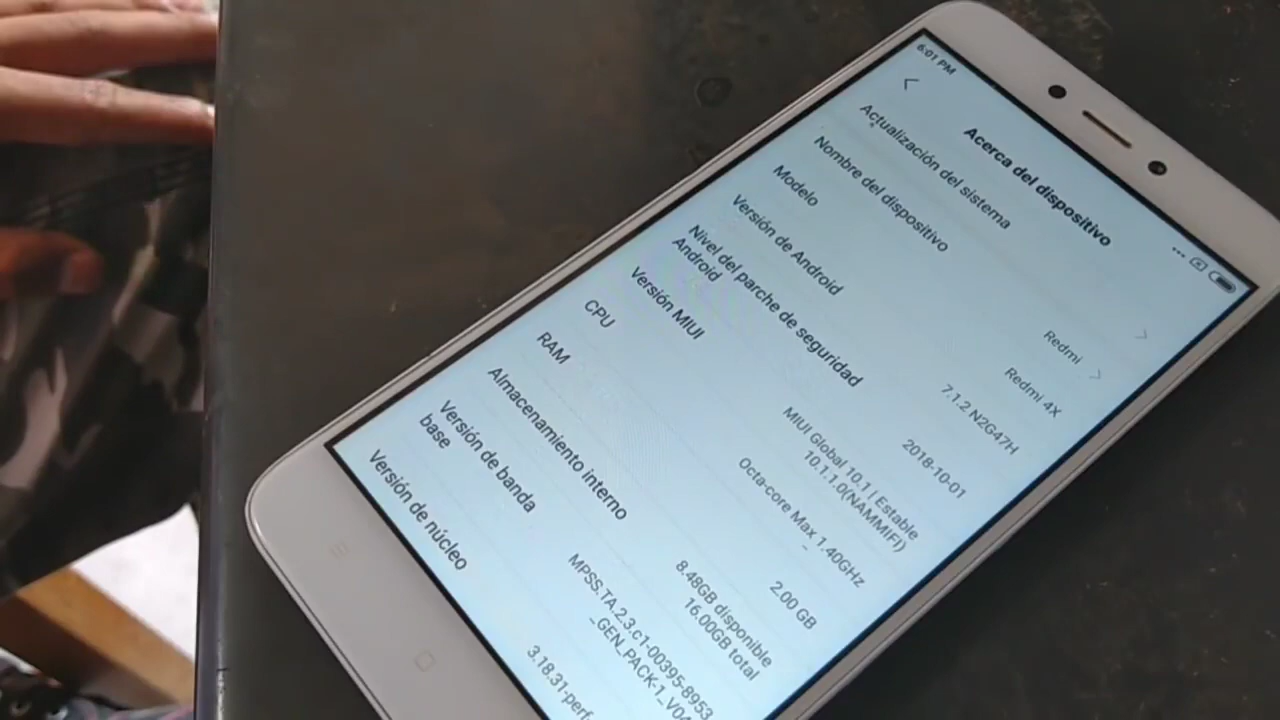 6:01 PM
Acerca del dispositivo
Actualización del sistema
Nombre del dispositivo
Redmi
Modelo
Redmi 4X
Versión de Android
7.1.2 N2G47H
Nivel del parche de seguridad
Android
2018-10-01
Versión MIUI
MIUI Global 10.1 | Estable
10.1.1.0(NAMMIFI)
CPU
Octa-core Max 1.40GHz
RAM
2.00 GB
Almacenamiento interno
8.48GB disponible
16.00GB total
Versión de banda
base
MPSS.TA.2.3.c1-00395-8953
_GEN_PACK-1_V04
Versión de núcleo
3.18.31-perf